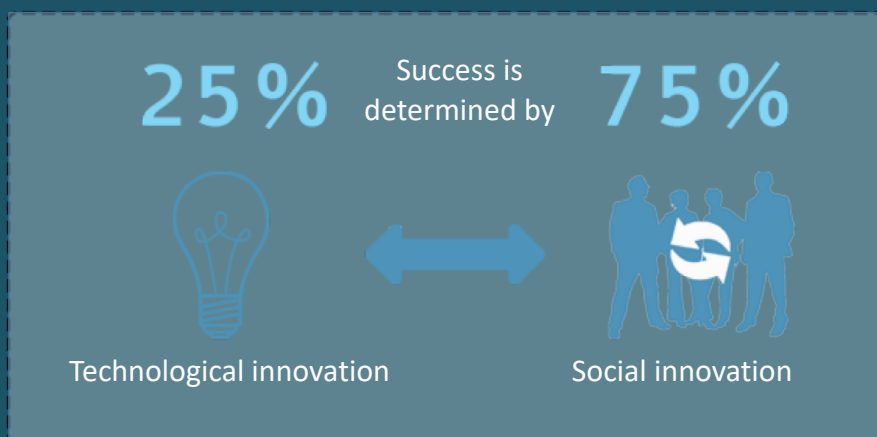 25%
Success is
determined by
75%
Technological innovation
Social innovation